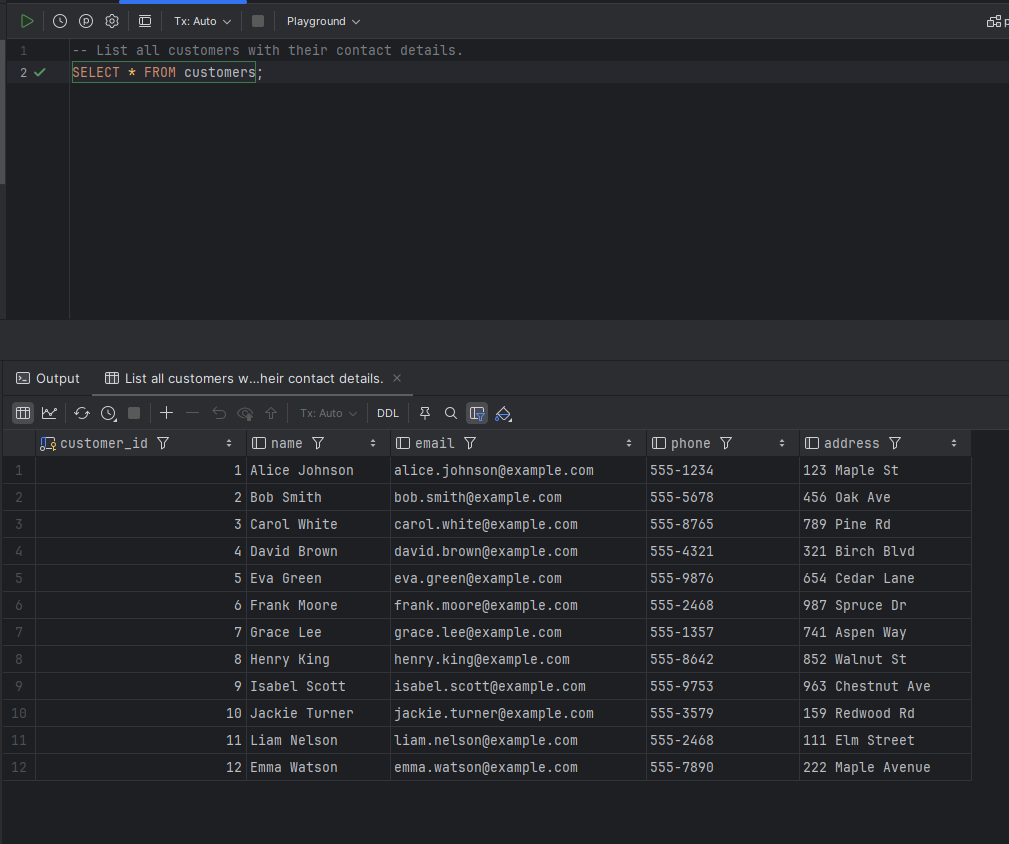 Tx: Auto Playground p
1 -- List all customers with their contact details.
2 SELECT * FROM customers;
Output List all customers w...heir contact details.
Tx: Auto DDL
customer_id name email phone address
1 1 Alice Johnson alice.johnson@example.com 555-1234 123 Maple St
2 2 Bob Smith bob.smith@example.com 555-5678 456 Oak Ave
3 3 Carol White carol.white@example.com 555-8765 789 Pine Rd
4 4 David Brown david.brown@example.com 555-4321 321 Birch Blvd
5 5 Eva Green eva.green@example.com 555-9876 654 Cedar Lane
6 6 Frank Moore frank.moore@example.com 555-2468 987 Spruce Dr
7 7 Grace Lee grace.lee@example.com 555-1357 741 Aspen Way
8 8 Henry King henry.king@example.com 555-8642 852 Walnut St
9 9 Isabel Scott isabel.scott@example.com 555-9753 963 Chestnut Ave
10 10 Jackie Turner jackie.turner@example.com 555-3579 159 Redwood Rd
11 11 Liam Nelson liam.nelson@example.com 555-2468 111 Elm Street
12 12 Emma Watson emma.watson@example.com 555-7890 222 Maple Avenue